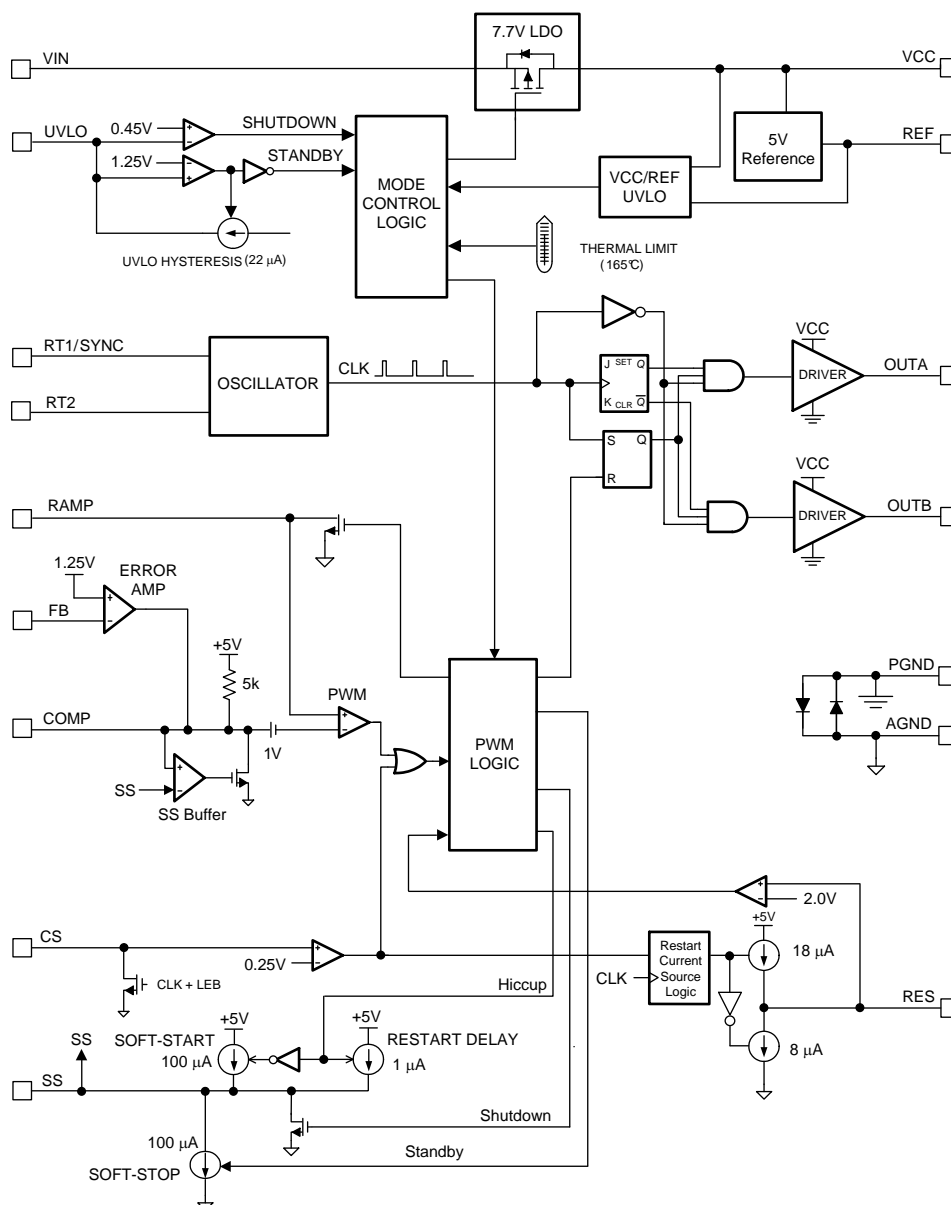 7.7V LDO
VIN
VCC
UVLO
0.45V
+
-
SHUTDOWN
1.25V
-
+
STANDBY
MODE
CONTROL
LOGIC
5V
Reference
REF
VCC/REF
UVLO
UVLO HYSTERESIS (22 μA)
THERMAL LIMIT
(165°C)
RT1/SYNC
OSCILLATOR
CLK
RT2
J SET Q
K CLR Q
S Q
R
VCC
DRIVER
OUTA
VCC
DRIVER
OUTB
RAMP
1.25V
ERROR
AMP
+
-
FB
+5V
5k
COMP
1V
PWM
+
-
+
-
SS
SS Buffer
PWM
LOGIC
PGND
AGND
+
-
2.0V
CS
+
-
0.25V
CLK + LEB
Restart
Current
Source
Logic
CLK
+5V
18 μA
RES
8 μA
Hiccup
SS
SOFT-START
+5V
100 μA
+5V
RESTART DELAY
1 μA
SS
Shutdown
100 μA
SOFT-STOP
Standby